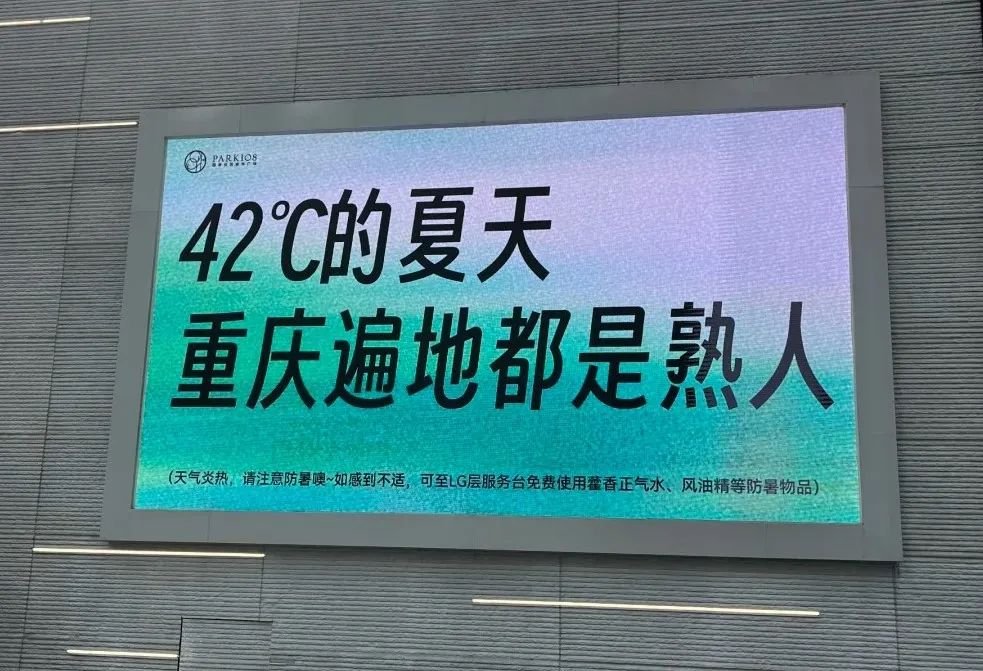 PARK108
42℃的夏天
重庆遍地都是熟人
(天气炎热，请注意防暑噢~如感到不适，可至LG层服务台免费使用藿香正气水、风油精等防暑物品)